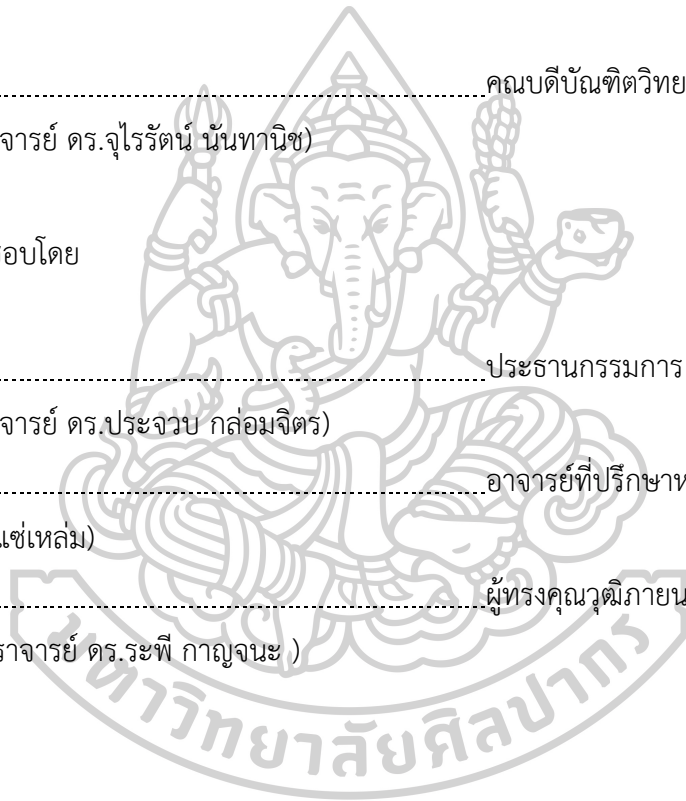 คณบดีบัณฑิตวิทย
จารย์ ดร.จุไรรัตน์ นันทานิช)
อบโดย
ประธานกรรมการ
จารย์ ดร.ประจวบ กล่อมจิตร)
อาจารย์ที่ปรึกษาห
แซ่เหล่ม)
ผู้ทรงคุณวุฒิภายน
ราจารย์ ดร.ระพี กาญจนะ )
มหาวิทยาลัยศิลปากร